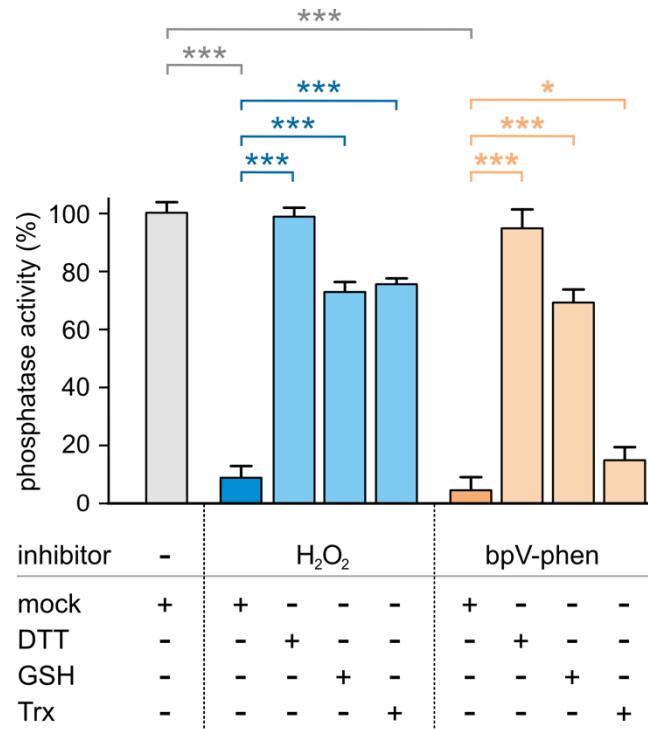 ***
***
***
*
***
***
***
***
phosphatase activity (%)
100
80
60
40
20
0
inhibitor - H₂O₂ bpV-phen
mock + + - - - + - - -
DTT - - + - - - + - -
GSH - - - + - - - + -
Trx - - - - + - - - +